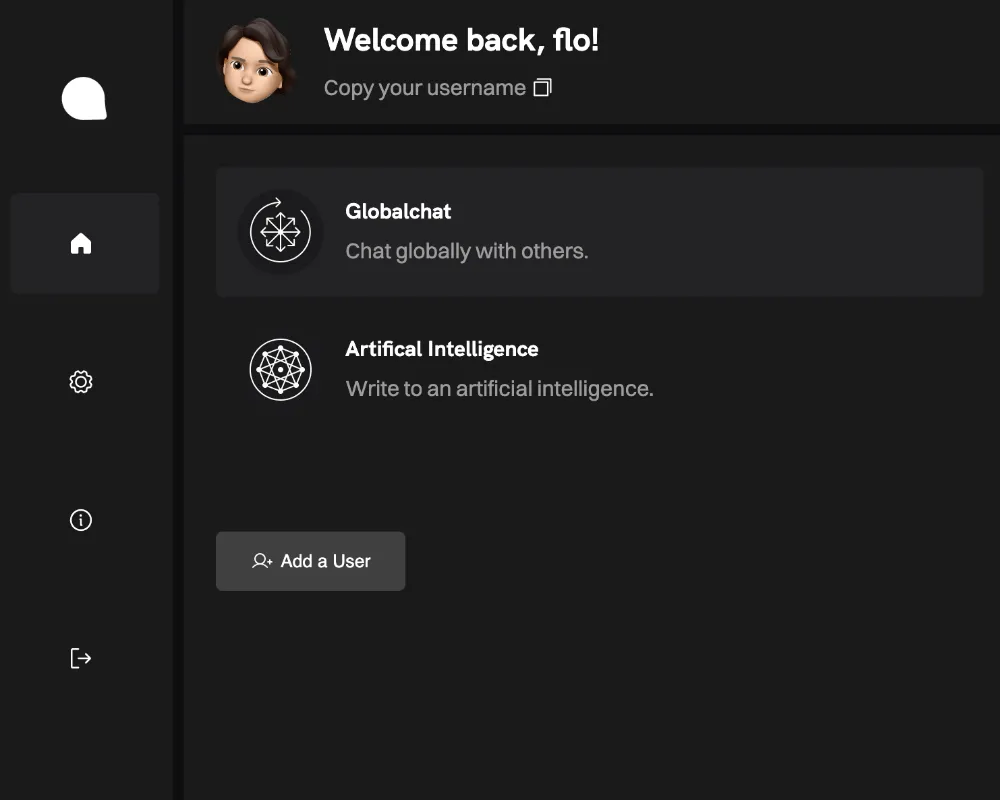 Welcome back, flo!
Copy your username
Globalchat
Chat globally with others.
Artifical Intelligence
Write to an artificial intelligence.
Add a User